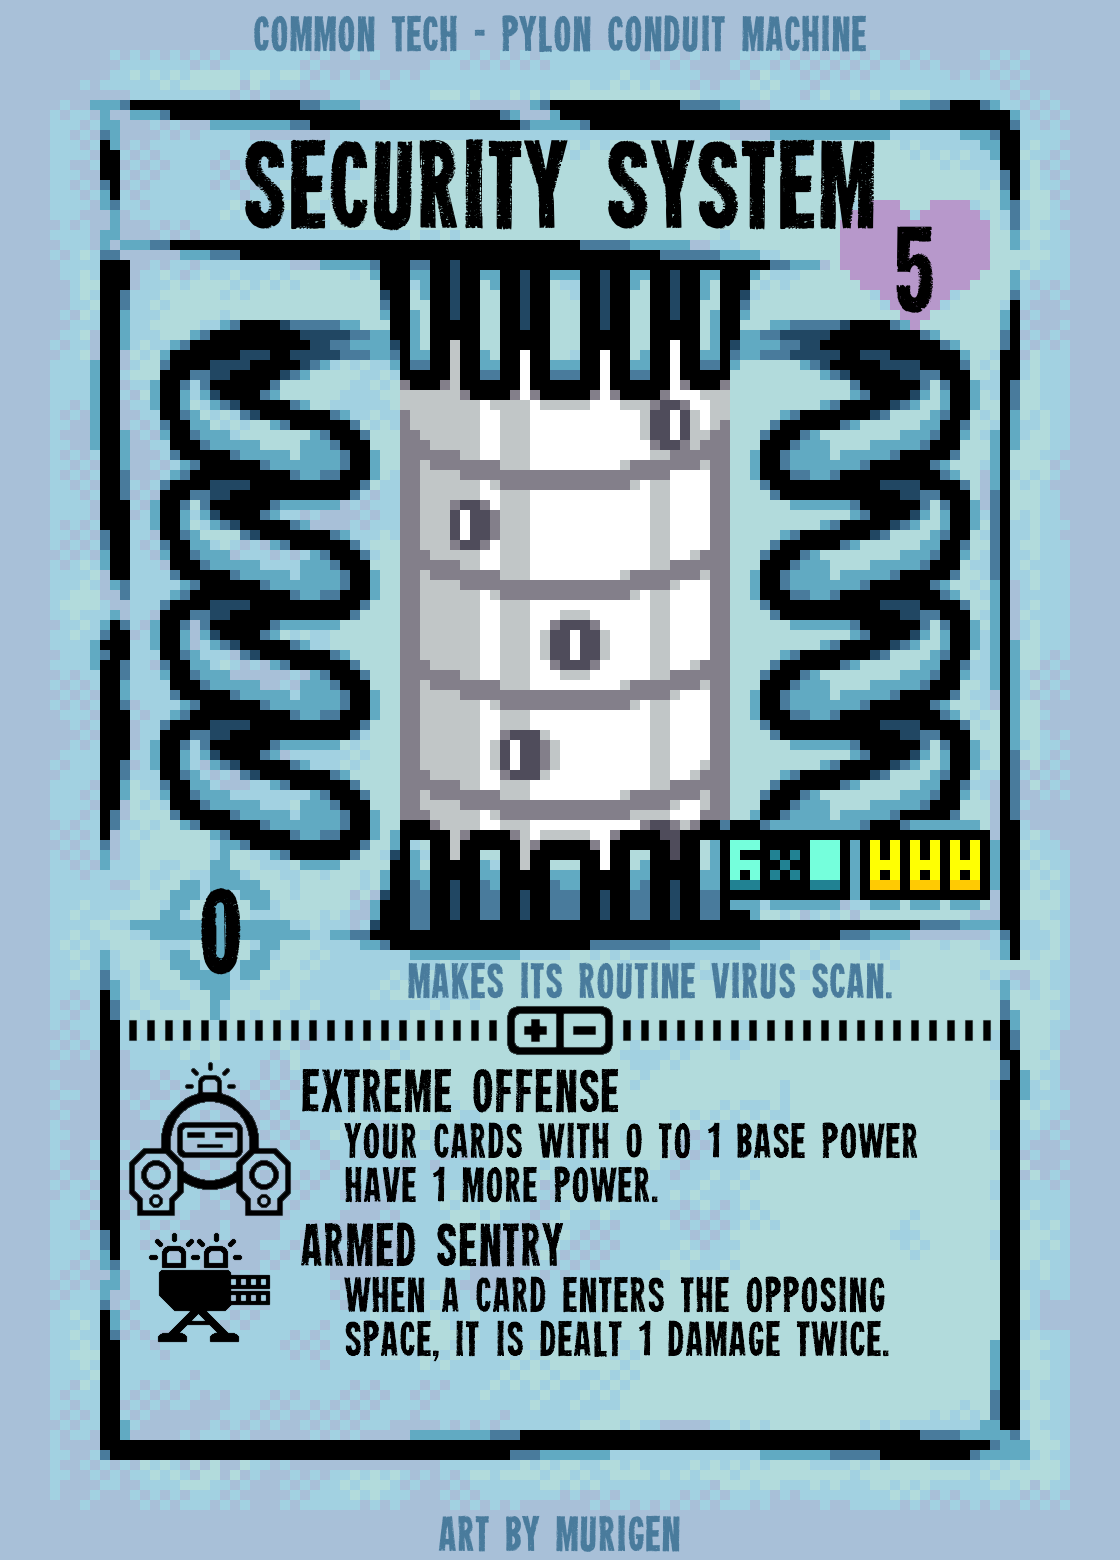 COMMON TECH - PYLON CONDUIT MACHINE
SECURITY SYSTEM
5
6 x
0
MAKES ITS ROUTINE VIRUS SCAN.
+ -
EXTREME OFFENSE
YOUR CARDS WITH 0 TO 1 BASE POWER
HAVE 1 MORE POWER.
ARMED SENTRY
WHEN A CARD ENTERS THE OPPOSING
SPACE, IT IS DEALT 1 DAMAGE TWICE.
ART BY MURIGEN